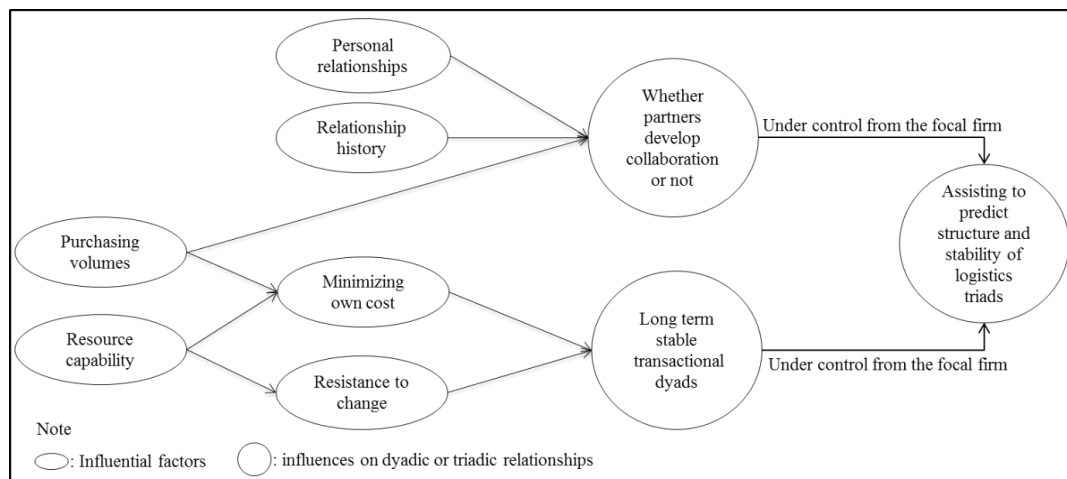 Personal
relationships
Relationship
history
Purchasing
volumes
Resource
capability
Minimizing
own cost
Resistance to
change
Whether
partners
develop
collaboration
or not
Long term
stable
transactional
dyads
Under control from the focal firm
Under control from the focal firm
Assisting to
predict
structure and
stability of
logistics
triads
Note
: Influential factors
: influences on dyadic or triadic relationships